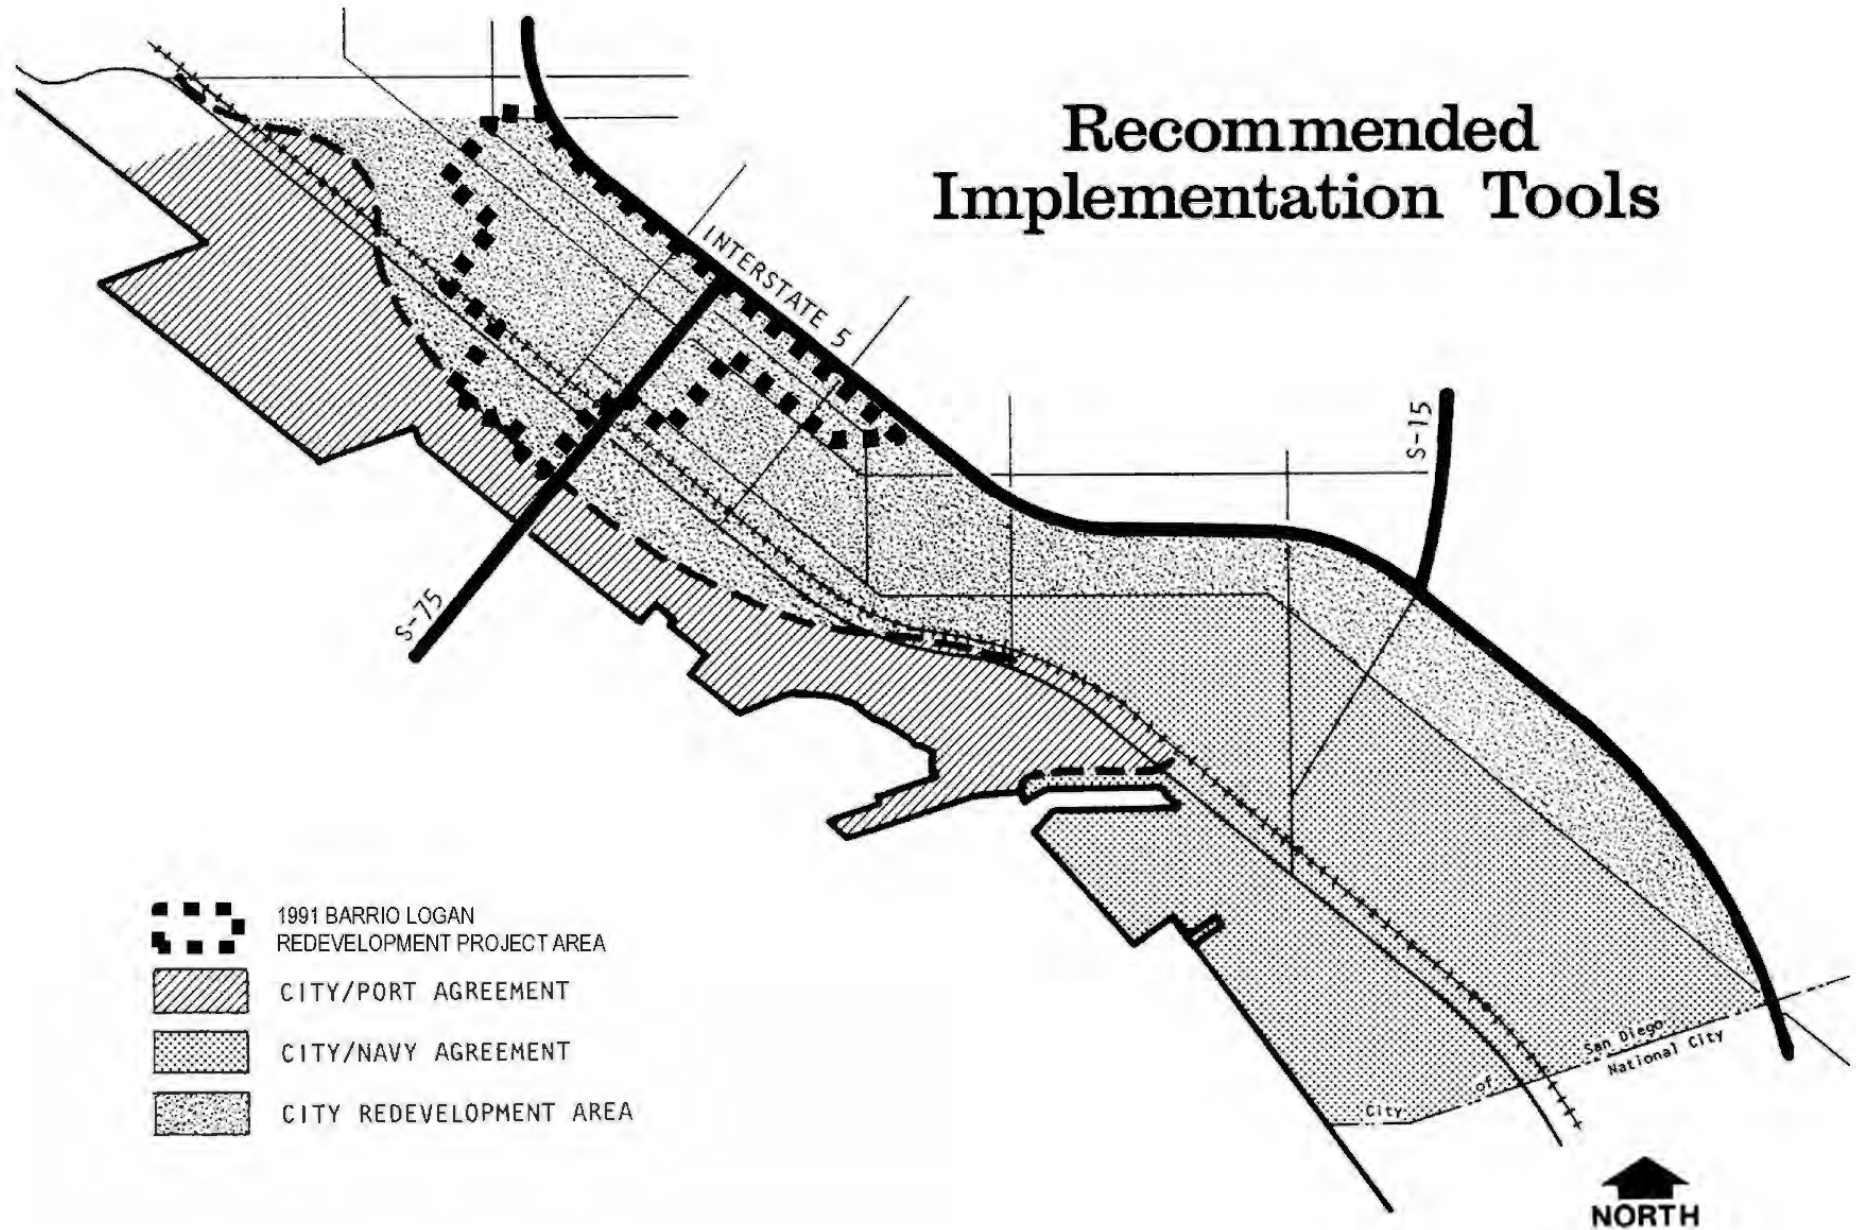 Recommended
Implementation Tools
INTERSTATE 5
S-15
S-75
1991 BARRIO LOGAN
REDEVELOPMENT PROJECT AREA
CITY/PORT AGREEMENT
CITY/NAVY AGREEMENT
CITY REDEVELOPMENT AREA
San Diego
City of National City
NORTH